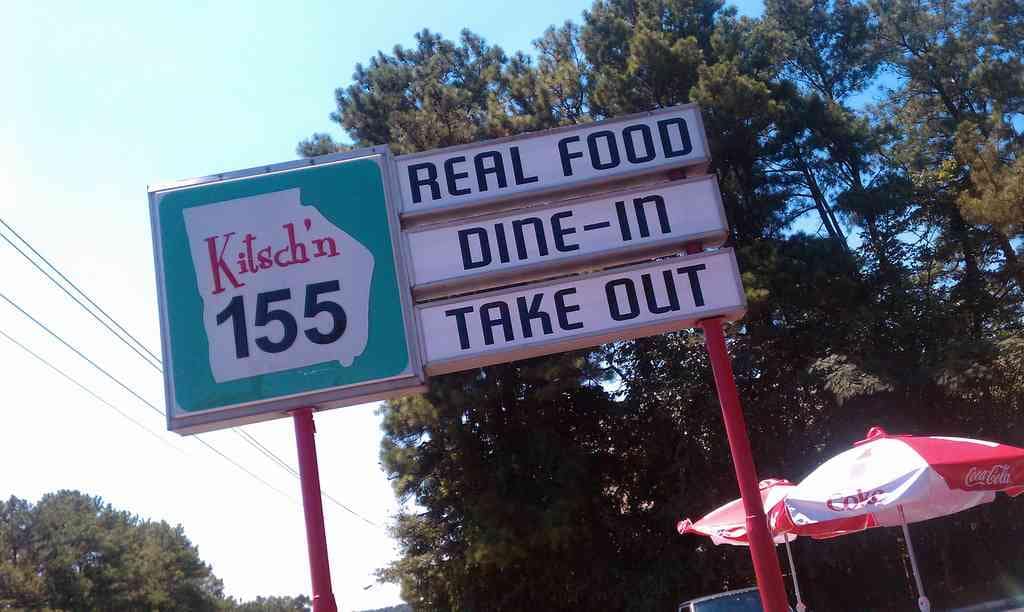 Kitsch'n
155
REAL FOOD
DINE-IN
TAKE OUT
Coke
Coca-Cola